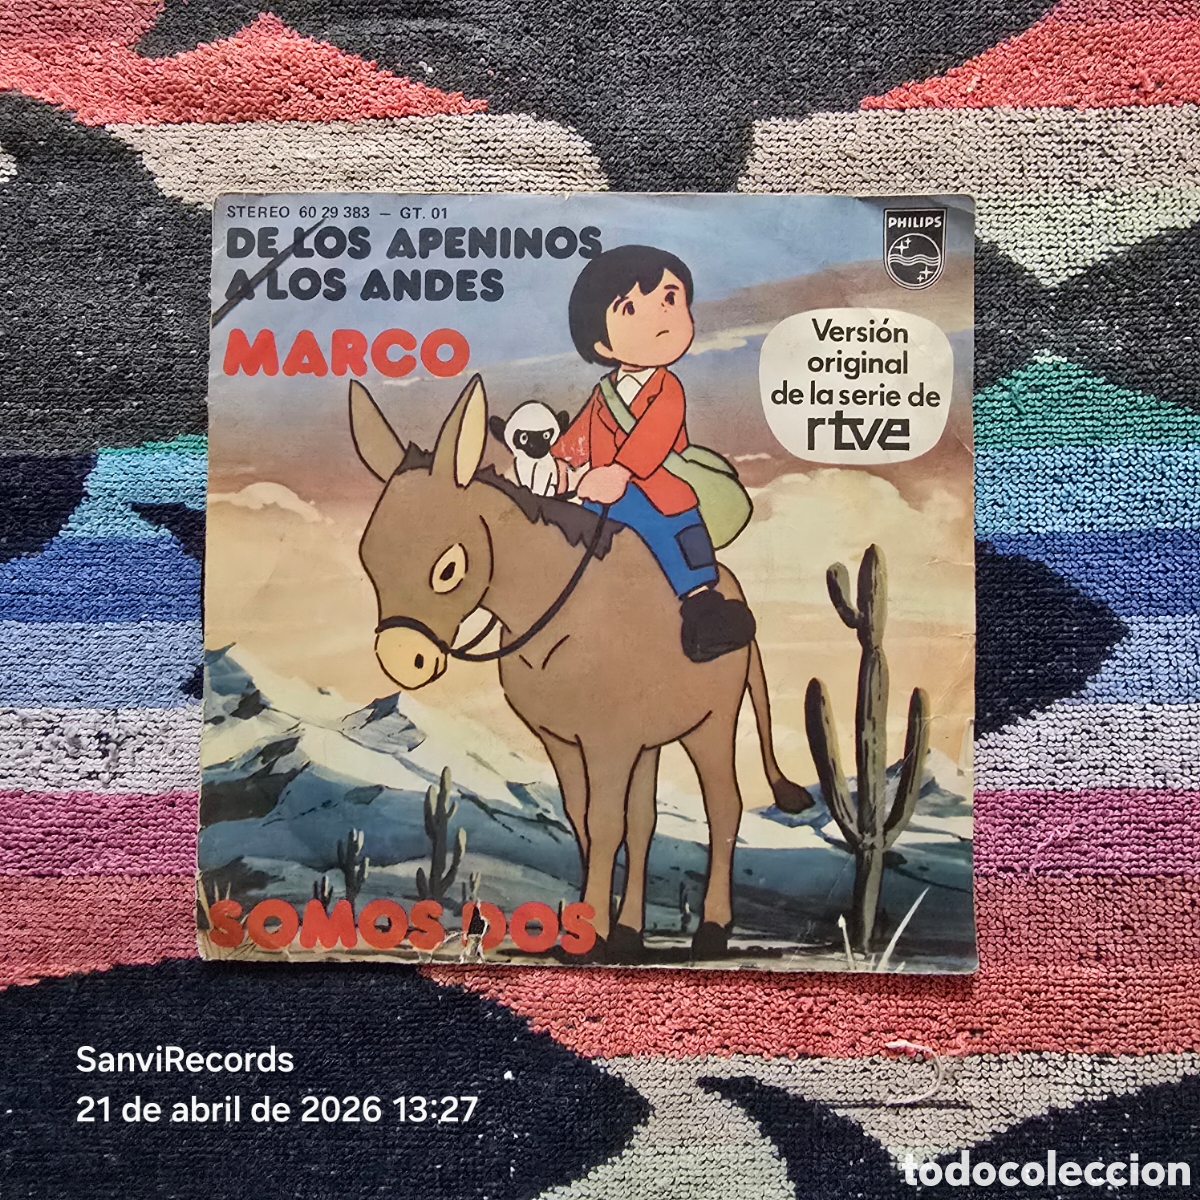 STEREO 60 29 383 - GT. 01
DE LOS APENINOS
A LOS ANDES
MARCO
PHILIPS
Versión
original
de la serie de
rtve
SOMOS DOS
SanviRecords
21 de abril de 2026 13:27
todocoleccion